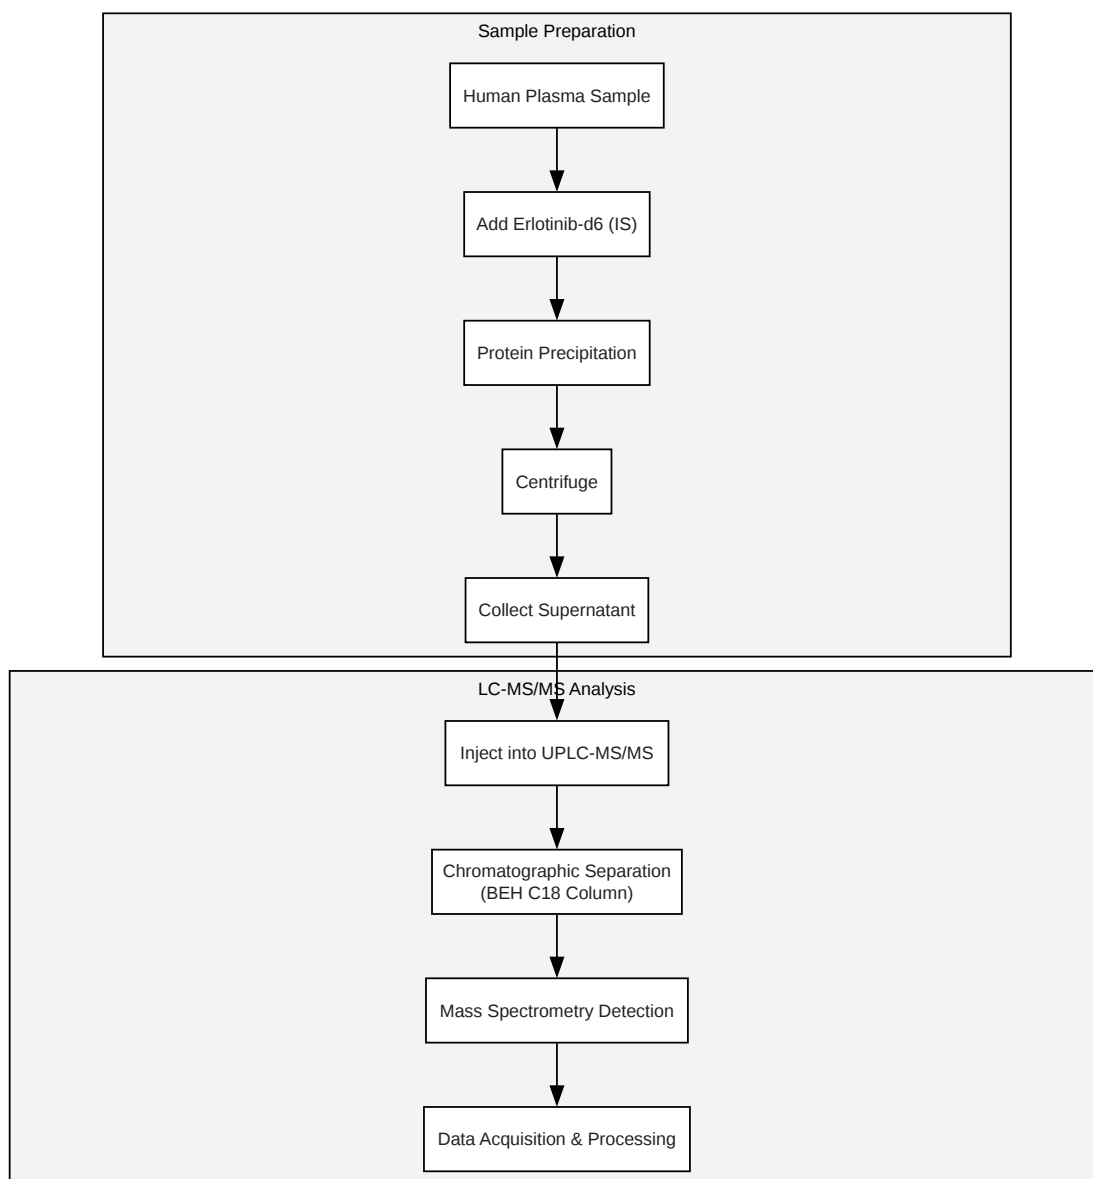 Sample Preparation
Human Plasma Sample
Add Erlotinib-d6 (IS)
Protein Precipitation
Centrifuge
Collect Supernatant
LC-MS/MS Analysis
Inject into UPLC-MS/MS
Chromatographic Separation
(BEH C18 Column)
Mass Spectrometry Detection
Data Acquisition & Processing